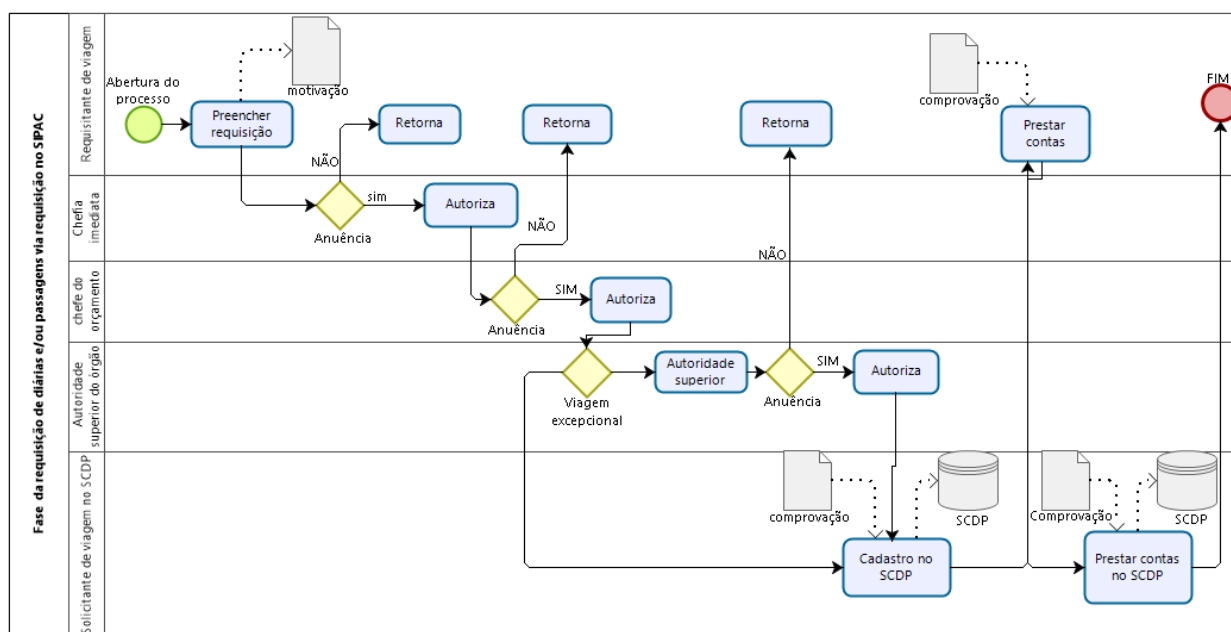 Fase da requisição de diárias e/ou passagens via requisição no SIPAC
Requisitante de viagem
Abertura do
processo
Preencher
requisição
motivação
Retorna
NÃO
Retorna
NÃO
Retorna
NÃO
comprovação
Prestar
contas
FIM
Chefia
imediata
Anuência
sim
Autoriza
chefe do
orçamento
Anuência
SIM
Autoriza
Autoridade
superior do órgão
Viagem
excepcional
Autoridade
superior
Anuência
SIM
Autoriza
Solicitante de viagem no SCDP
comprovação
Cadastro no
SCDP
SCDP
Comprovação
Prestar contas
no SCDP
SCDP